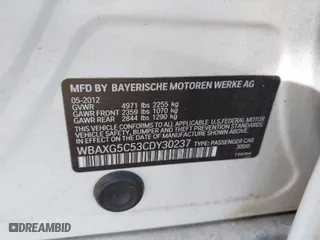 MFD BY BAYERISCHE MOTOREN WERKE AG
05-2012
GVWR 4971 lbs 2255 kg
GAWR FRONT 2359 lbs 1070 kg
GAWR REAR 2844 lbs 1290 kg
THIS VEHICLE CONFORMS TO ALL APPLICABLE U.S. FEDERAL MOTOR
VEHICLE SAFETY, BUMPER, AND THEFT PREVENTION STANDARDS
IN EFFECT ON THE DATE OF MANUFACTURE SHOWN ABOVE.
WBAXG5C53CDY30237 TYPE: PASSENGER CAR